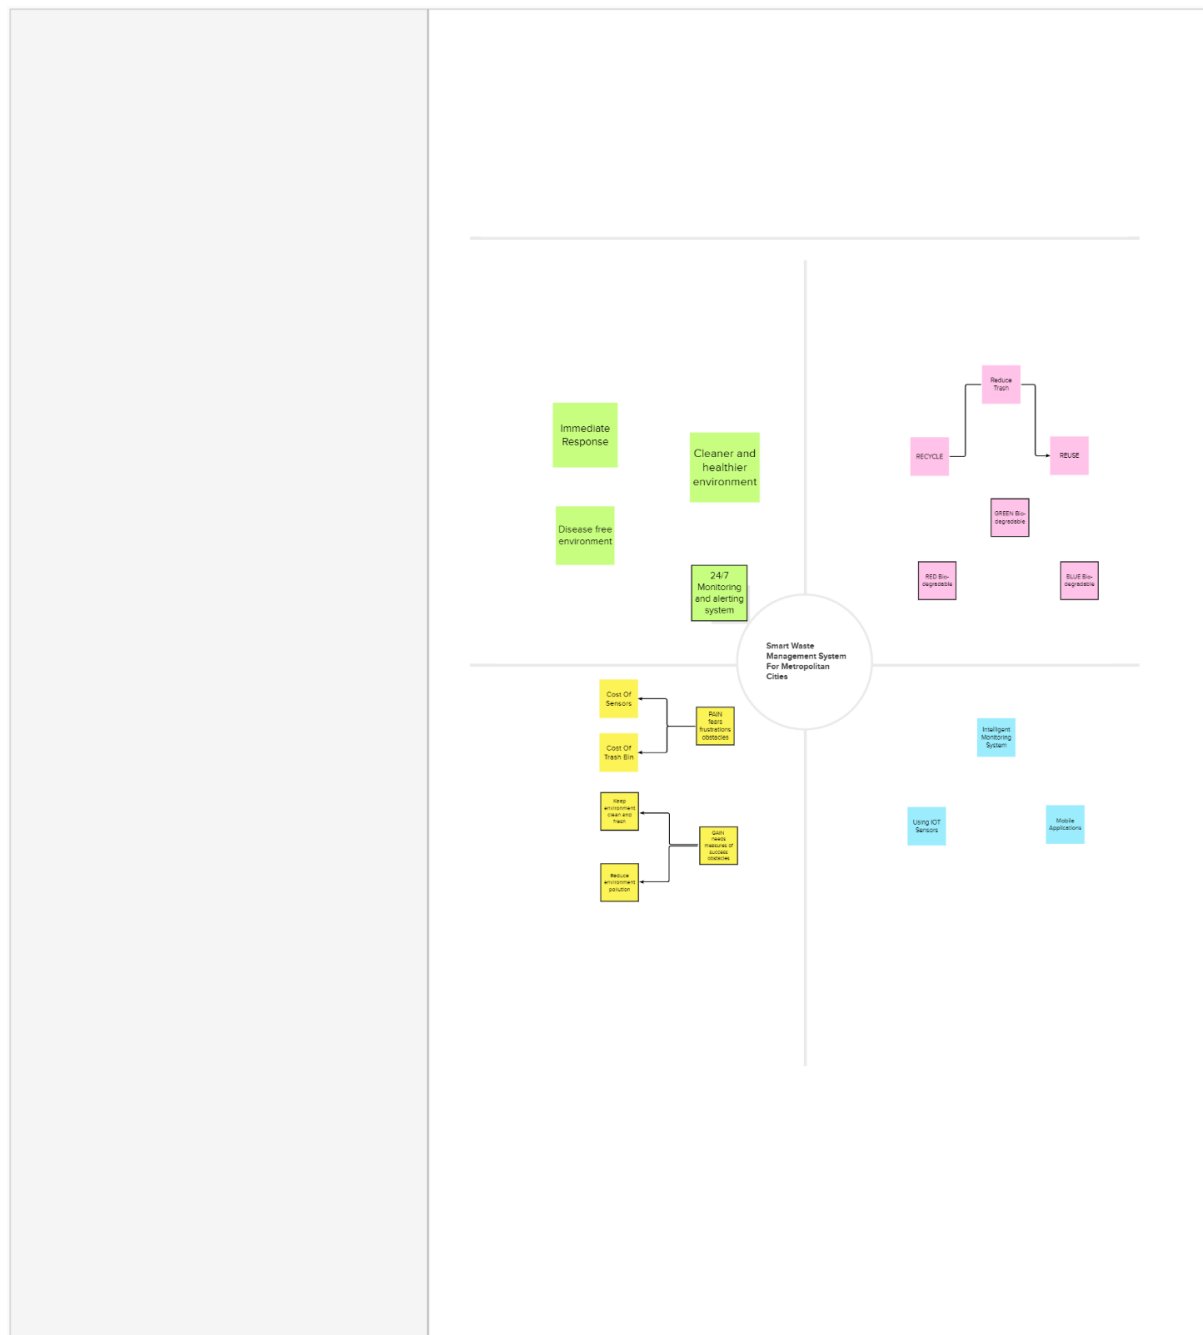 Immediate
Response
Cleaner and
healthier
environment
Disease free
environment
24/7
Monitoring
and alerting
system
Reduce
Trash
RECYCLE
REUSE
GREEN Bio-
degradable
RED Bio-
degradable
BLUE Bio-
degradable
Smart Waste
Management System
For Metropolitan
Cities
Cost Of
Sensors
PAIN
fears
frustrations
obstacles
Cost Of
Trash Bin
Keep
environment
clean and
fresh
GAIN
needs
measures of
success
obstacles
Reduce
environment
pollution
Intelligent
Monitoring
System
Using IOT
Sensors
Mobile
Applications